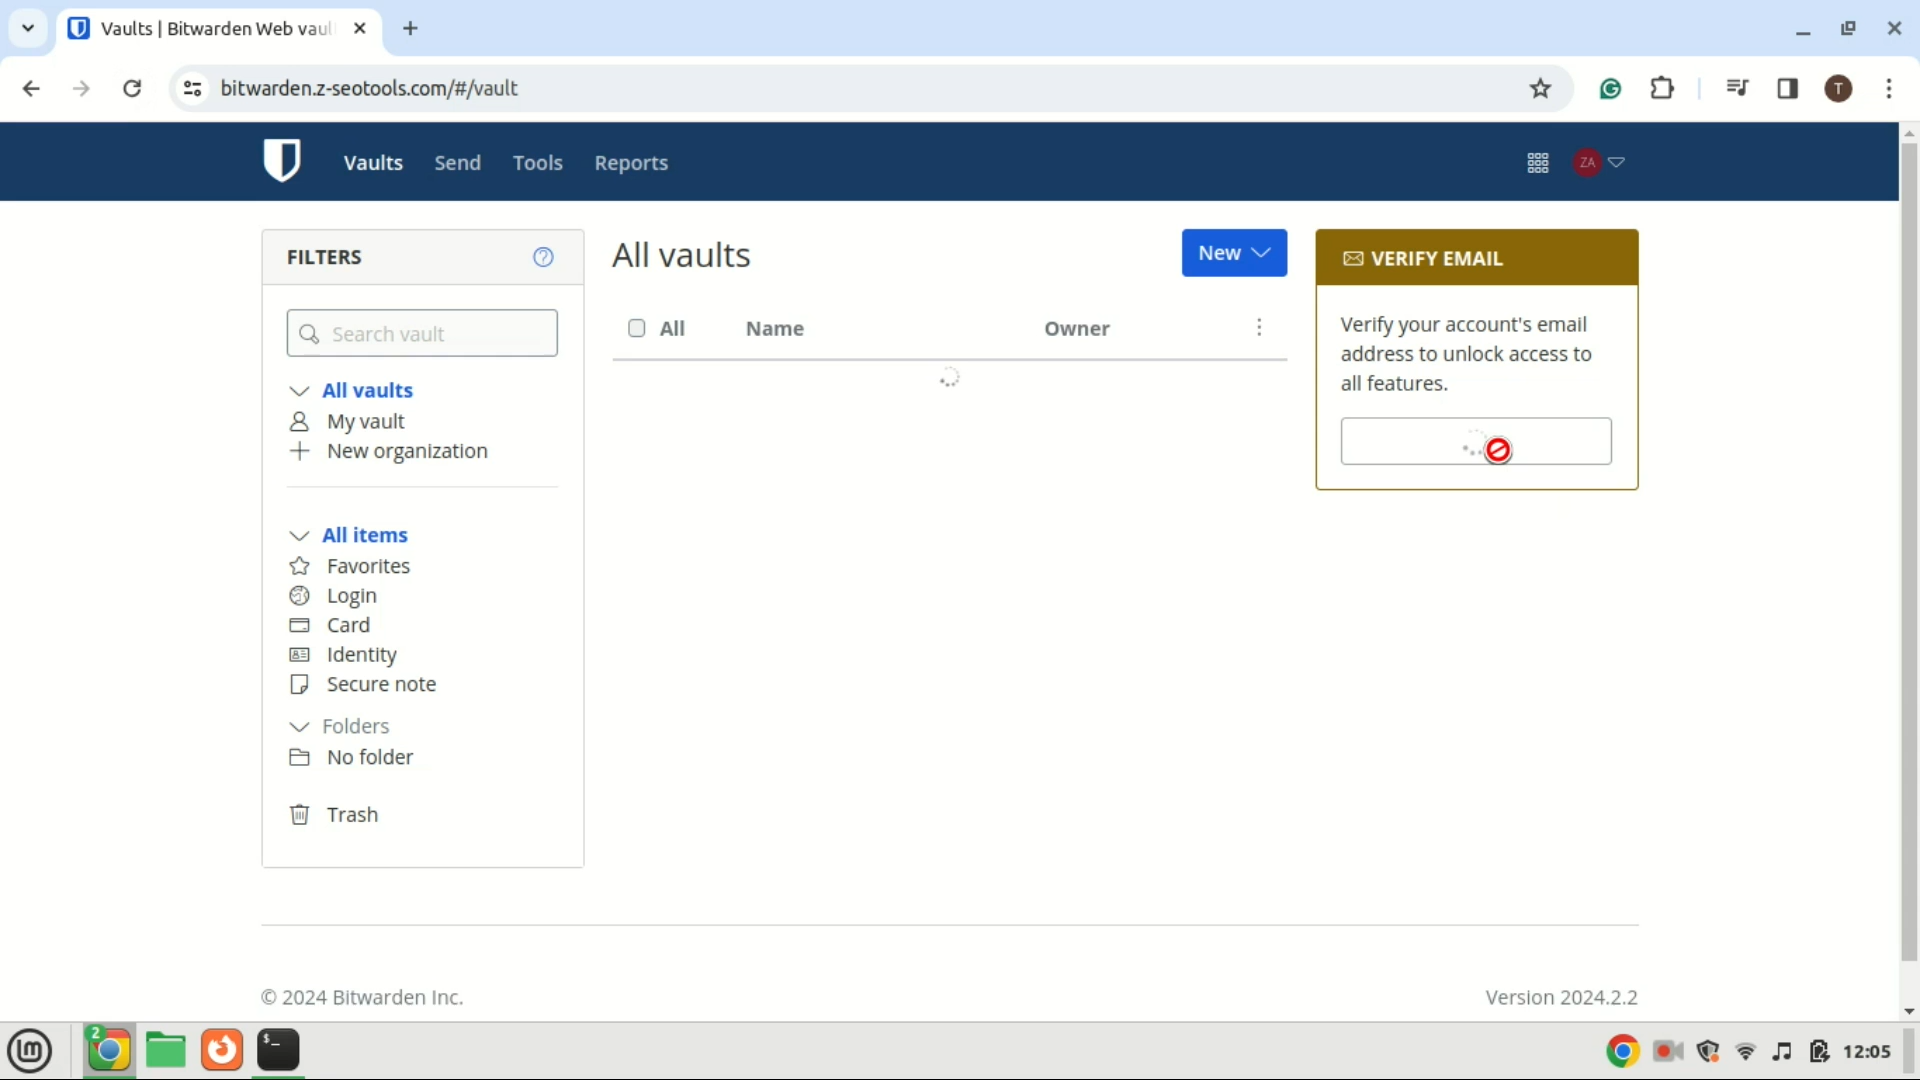 Vaults | Bitwarden Web vaul
bitwarden.z-seotools.com/#/vault
T
Vaults Send Tools Reports
ZA
FILTERS
All vaults
New
VERIFY EMAIL
Search vault
All Name Owner
Verify your account's email
address to unlock access to
all features.
All vaults
My vault
New organization
All items
Favorites
Login
Card
Identity
Secure note
Folders
No folder
Trash
© 2024 Bitwarden Inc.
Version 2024.2.2
2
$_
12:05